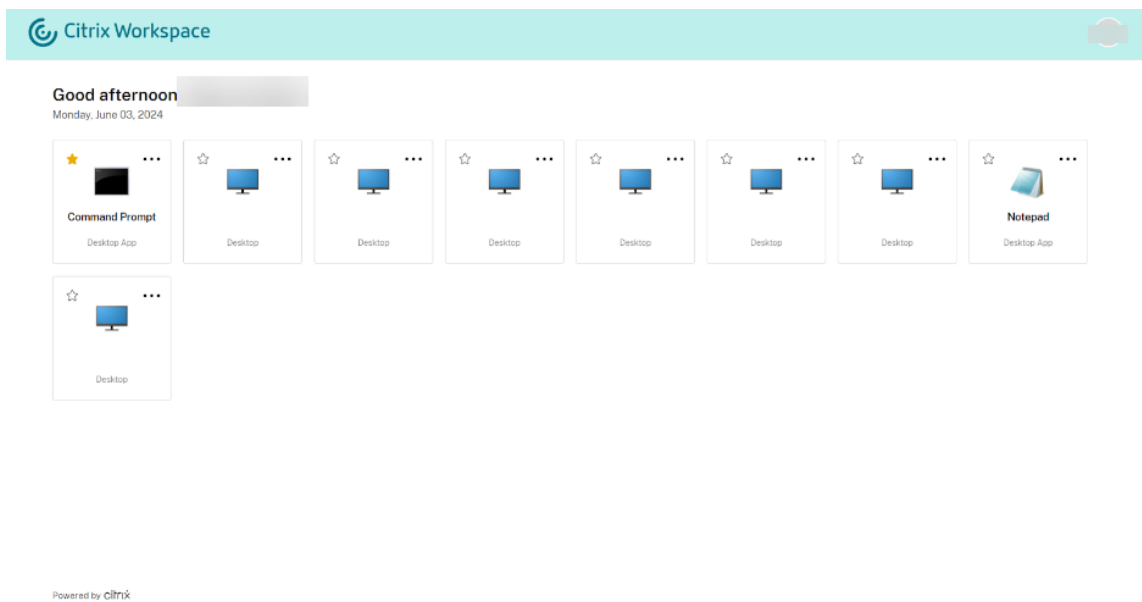 Citrix Workspace
Good afternoon
Monday, June 03, 2024
Command Prompt
Desktop App
Desktop
Desktop
Desktop
Desktop
Desktop
Desktop
Notepad
Desktop App
Desktop
Powered by citrix